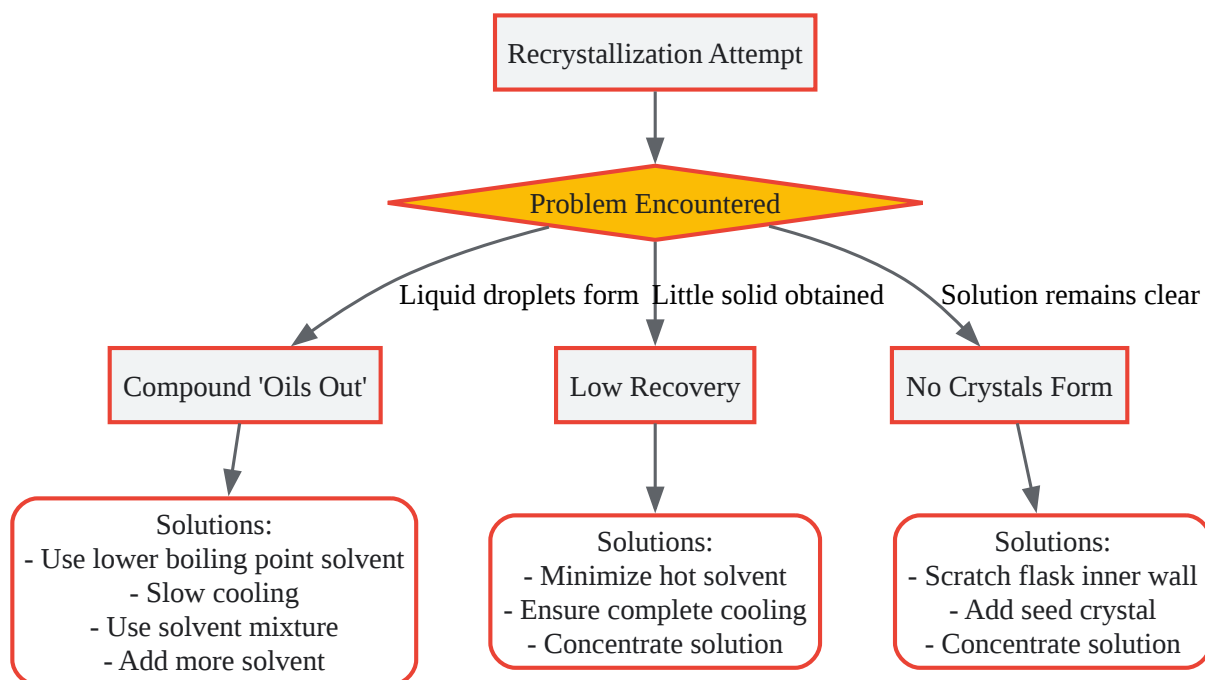 Recrystallization Attempt
Problem Encountered
Liquid droplets form
Little solid obtained
Solution remains clear
Compound 'Oils Out'
Low Recovery
No Crystals Form
Solutions:
- Use lower boiling point solvent
- Slow cooling
- Use solvent mixture
- Add more solvent
Solutions:
- Minimize hot solvent
- Ensure complete cooling
- Concentrate solution
Solutions:
- Scratch flask inner wall
- Add seed crystal
- Concentrate solution